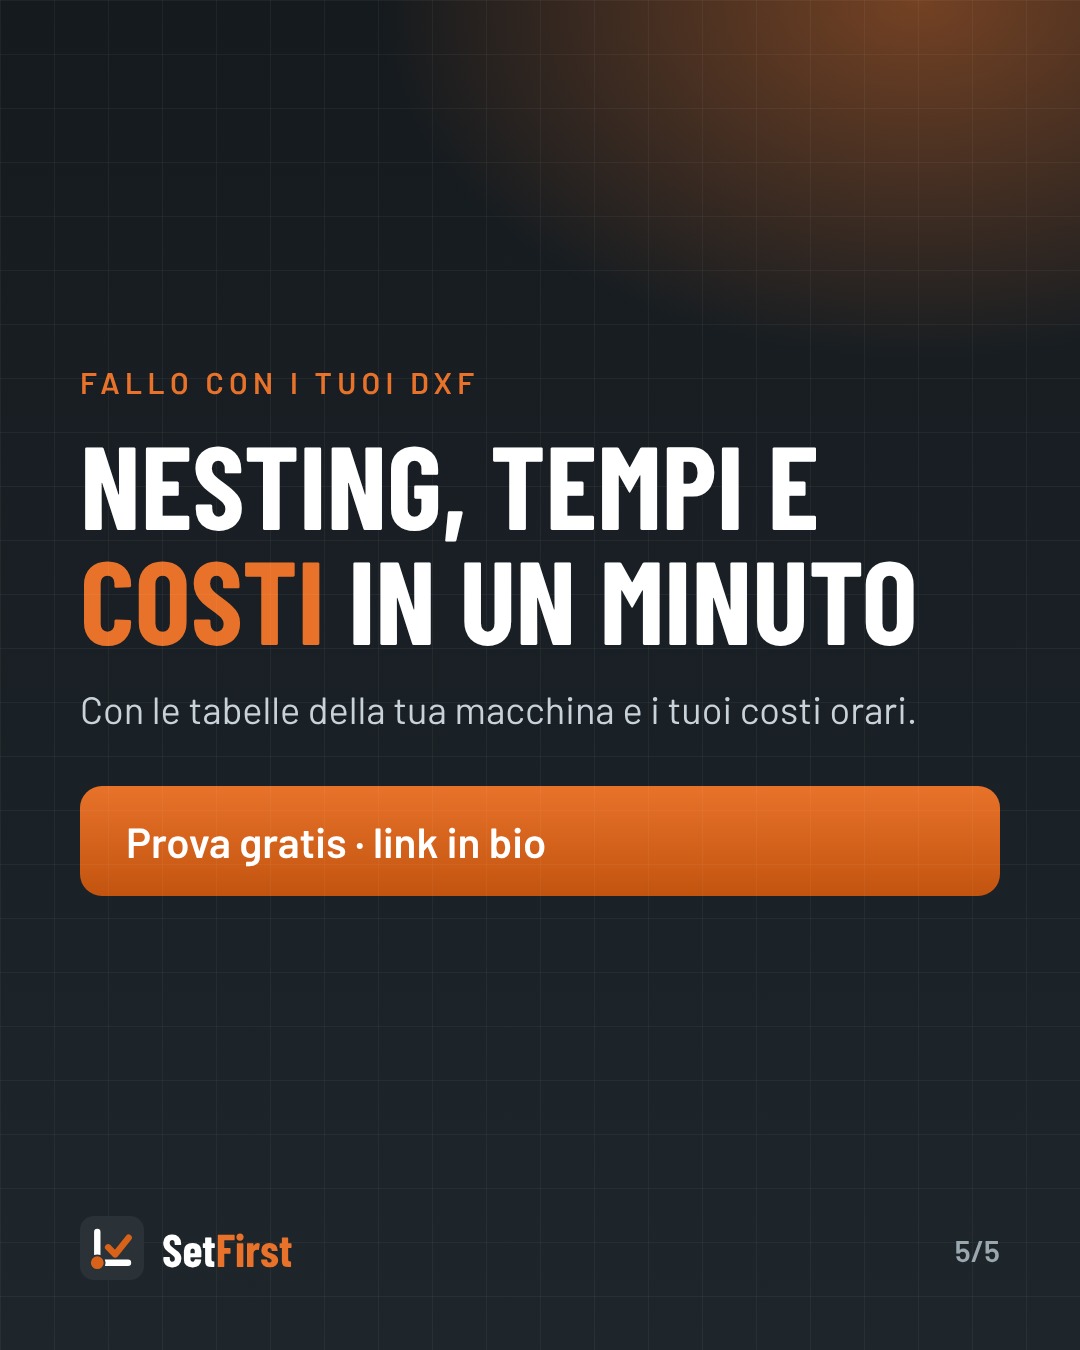 FALLO CON I TUOI DXF
NESTING, TEMPI E
COSTI IN UN MINUTO
Con le tabelle della tua macchina e i tuoi costi orari.
Prova gratis · link in bio
SetFirst
5/5